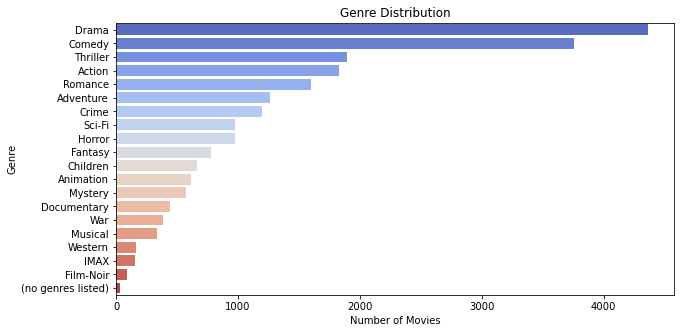 Genre Distribution
Genre
Drama
Comedy
Thriller
Action
Romance
Adventure
Crime
Sci-Fi
Horror
Fantasy
Children
Animation
Mystery
Documentary
War
Musical
Western
IMAX
Film-Noir
(no genres listed)
0 1000 2000 3000 4000
Number of Movies